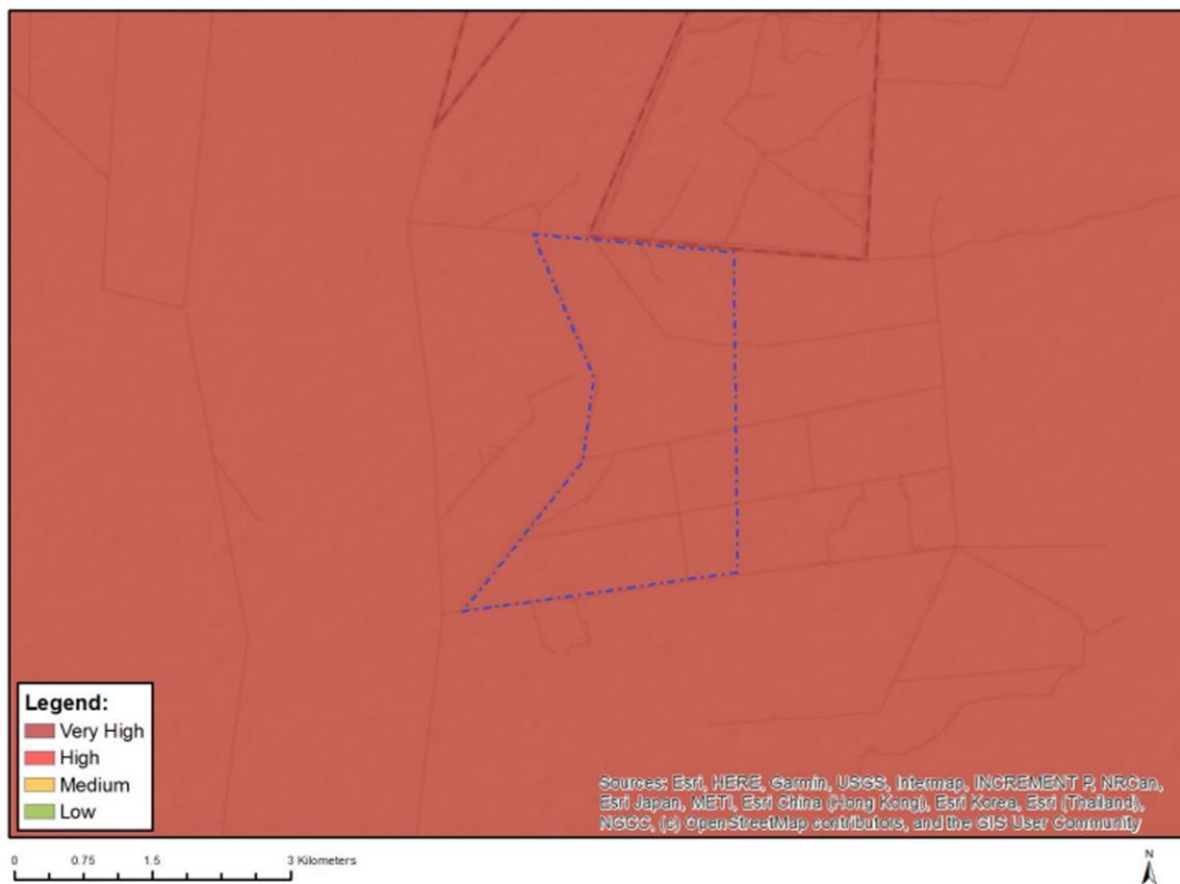 Legend:
Very High
High
Medium
Low
Sources: Esri, HERE, Garmin, USGS, Intermap, INCREMENT P, NRCan,
Esri Japan, METI, Esri China (Hong Kong), Esri Korea, Esri (Thailand),
NGCC, (c) OpenStreetMap contributors, and the GIS User Community
0 0.75 1.5 3 Kilometers
N